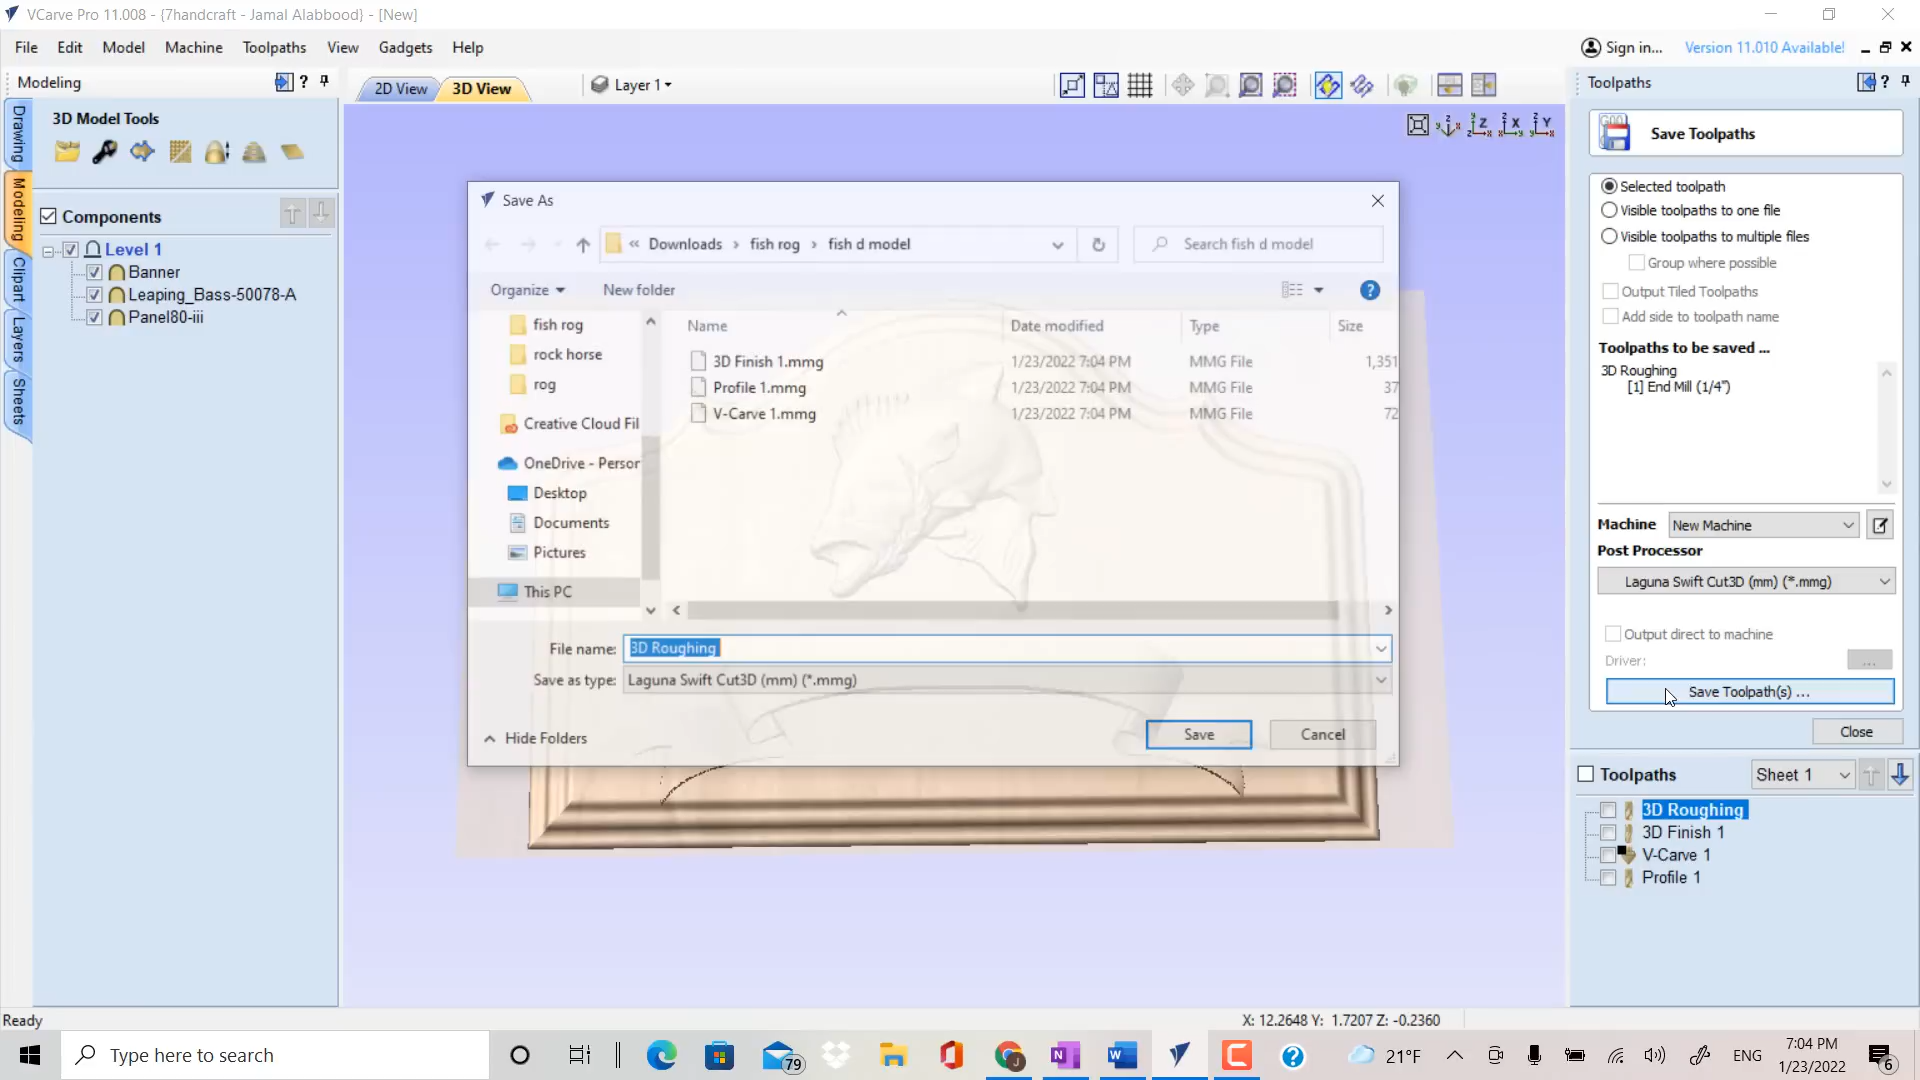 VCarve Pro 11.008 - {7handcraft - Jamal Alabbood} - [New]
File Edit Model Machine Toolpaths View Gadgets Help
Sign in... Version 11.010 Available!
Modeling ?
2D View 3D View Layer 1
Toolpaths ?
Drawing
Modeling
Clipart
Layers
Sheets
3D Model Tools
Components
Level 1
Banner
Leaping_Bass-50078-A
Panel80-iii
Save As
« Downloads › fish rog › fish d model
Search fish d model
Organize New folder
fish rog
rock horse
rog
Creative Cloud Fil
OneDrive - Person
Desktop
Documents
Pictures
This PC
Name Date modified Type Size
3D Finish 1.mmg 1/23/2022 7:04 PM MMG File 1,351
Profile 1.mmg 1/23/2022 7:04 PM MMG File 37
V-Carve 1.mmg 1/23/2022 7:04 PM MMG File 72
File name: 3D Roughing
Save as type: Laguna Swift Cut3D (mm) (*.mmg)
Hide Folders
Save Cancel
Save Toolpaths
Selected toolpath
Visible toolpaths to one file
Visible toolpaths to multiple files
Group where possible
Output Tiled Toolpaths
Add side to toolpath name
Toolpaths to be saved ...
3D Roughing
[1] End Mill (1/4")
Machine New Machine
Post Processor
Laguna Swift Cut3D (mm) (*.mmg)
Output direct to machine
Driver: ...
Save Toolpath(s) ...
Close
Toolpaths Sheet 1
3D Roughing
3D Finish 1
V-Carve 1
Profile 1
Ready
X: 12.2648 Y: 1.7207 Z: -0.2360
Type here to search
79
21°F
ENG
7:04 PM
1/23/2022
6